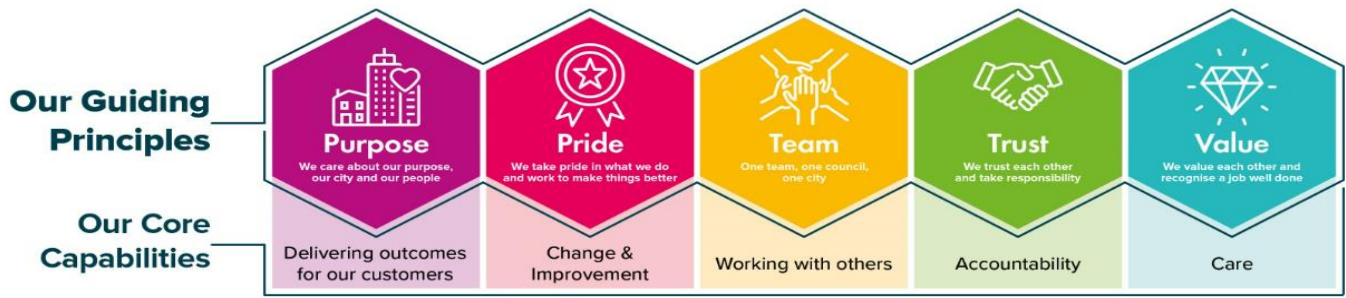 Our Guiding
Principles
Purpose
We care about our purpose,
our city and our people
Pride
We take pride in what we do
and work to make things better
Team
One team, one council,
one city
Trust
We trust each other
and take responsibility
Value
We value each other and
recognise a job well done
Our Core
Capabilities
Delivering outcomes
for our customers
Change &
Improvement
Working with others
Accountability
Care